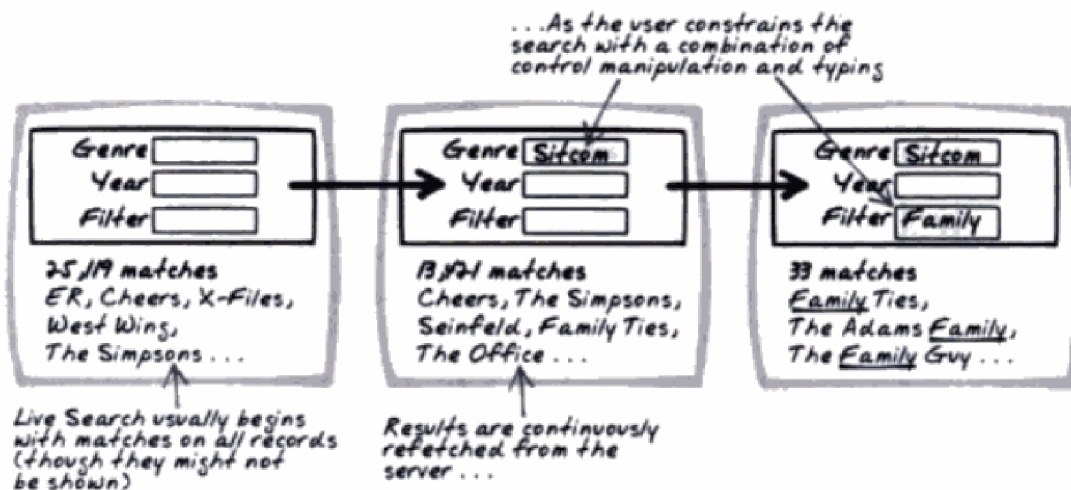 ...As the user constrains the
search with a combination of
control manipulation and typing
Genre
Year
Filter
25,119 matches
ER, Cheers, X-Files,
West Wing,
The Simpsons ...
Live Search usually begins
with matches on all records
(though they might not
be shown)
Genre Sitcom
Year
Filter
matches
Cheers, The Simpsons,
Seinfeld, Family Ties,
The Office ...
Results are continuously
refetched from the
server ...
Genre Sitcom
Year
Filter Family
33 matches
Family Ties,
The Adams Family,
The Family Guy ...